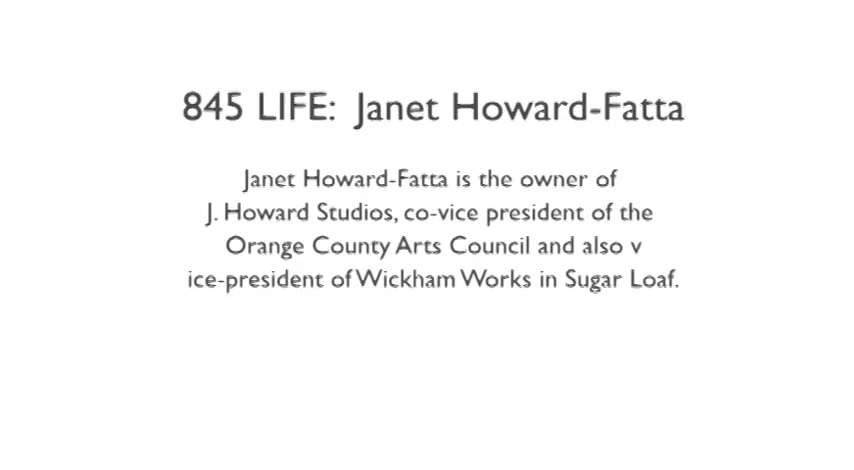 845 LIFE: Janet Howard-Fatta
Janet Howard-Fatta is the owner of
J. Howard Studios, co-vice president of the
Orange County Arts Council and also v
ice-president of Wickham Works in Sugar Loaf.